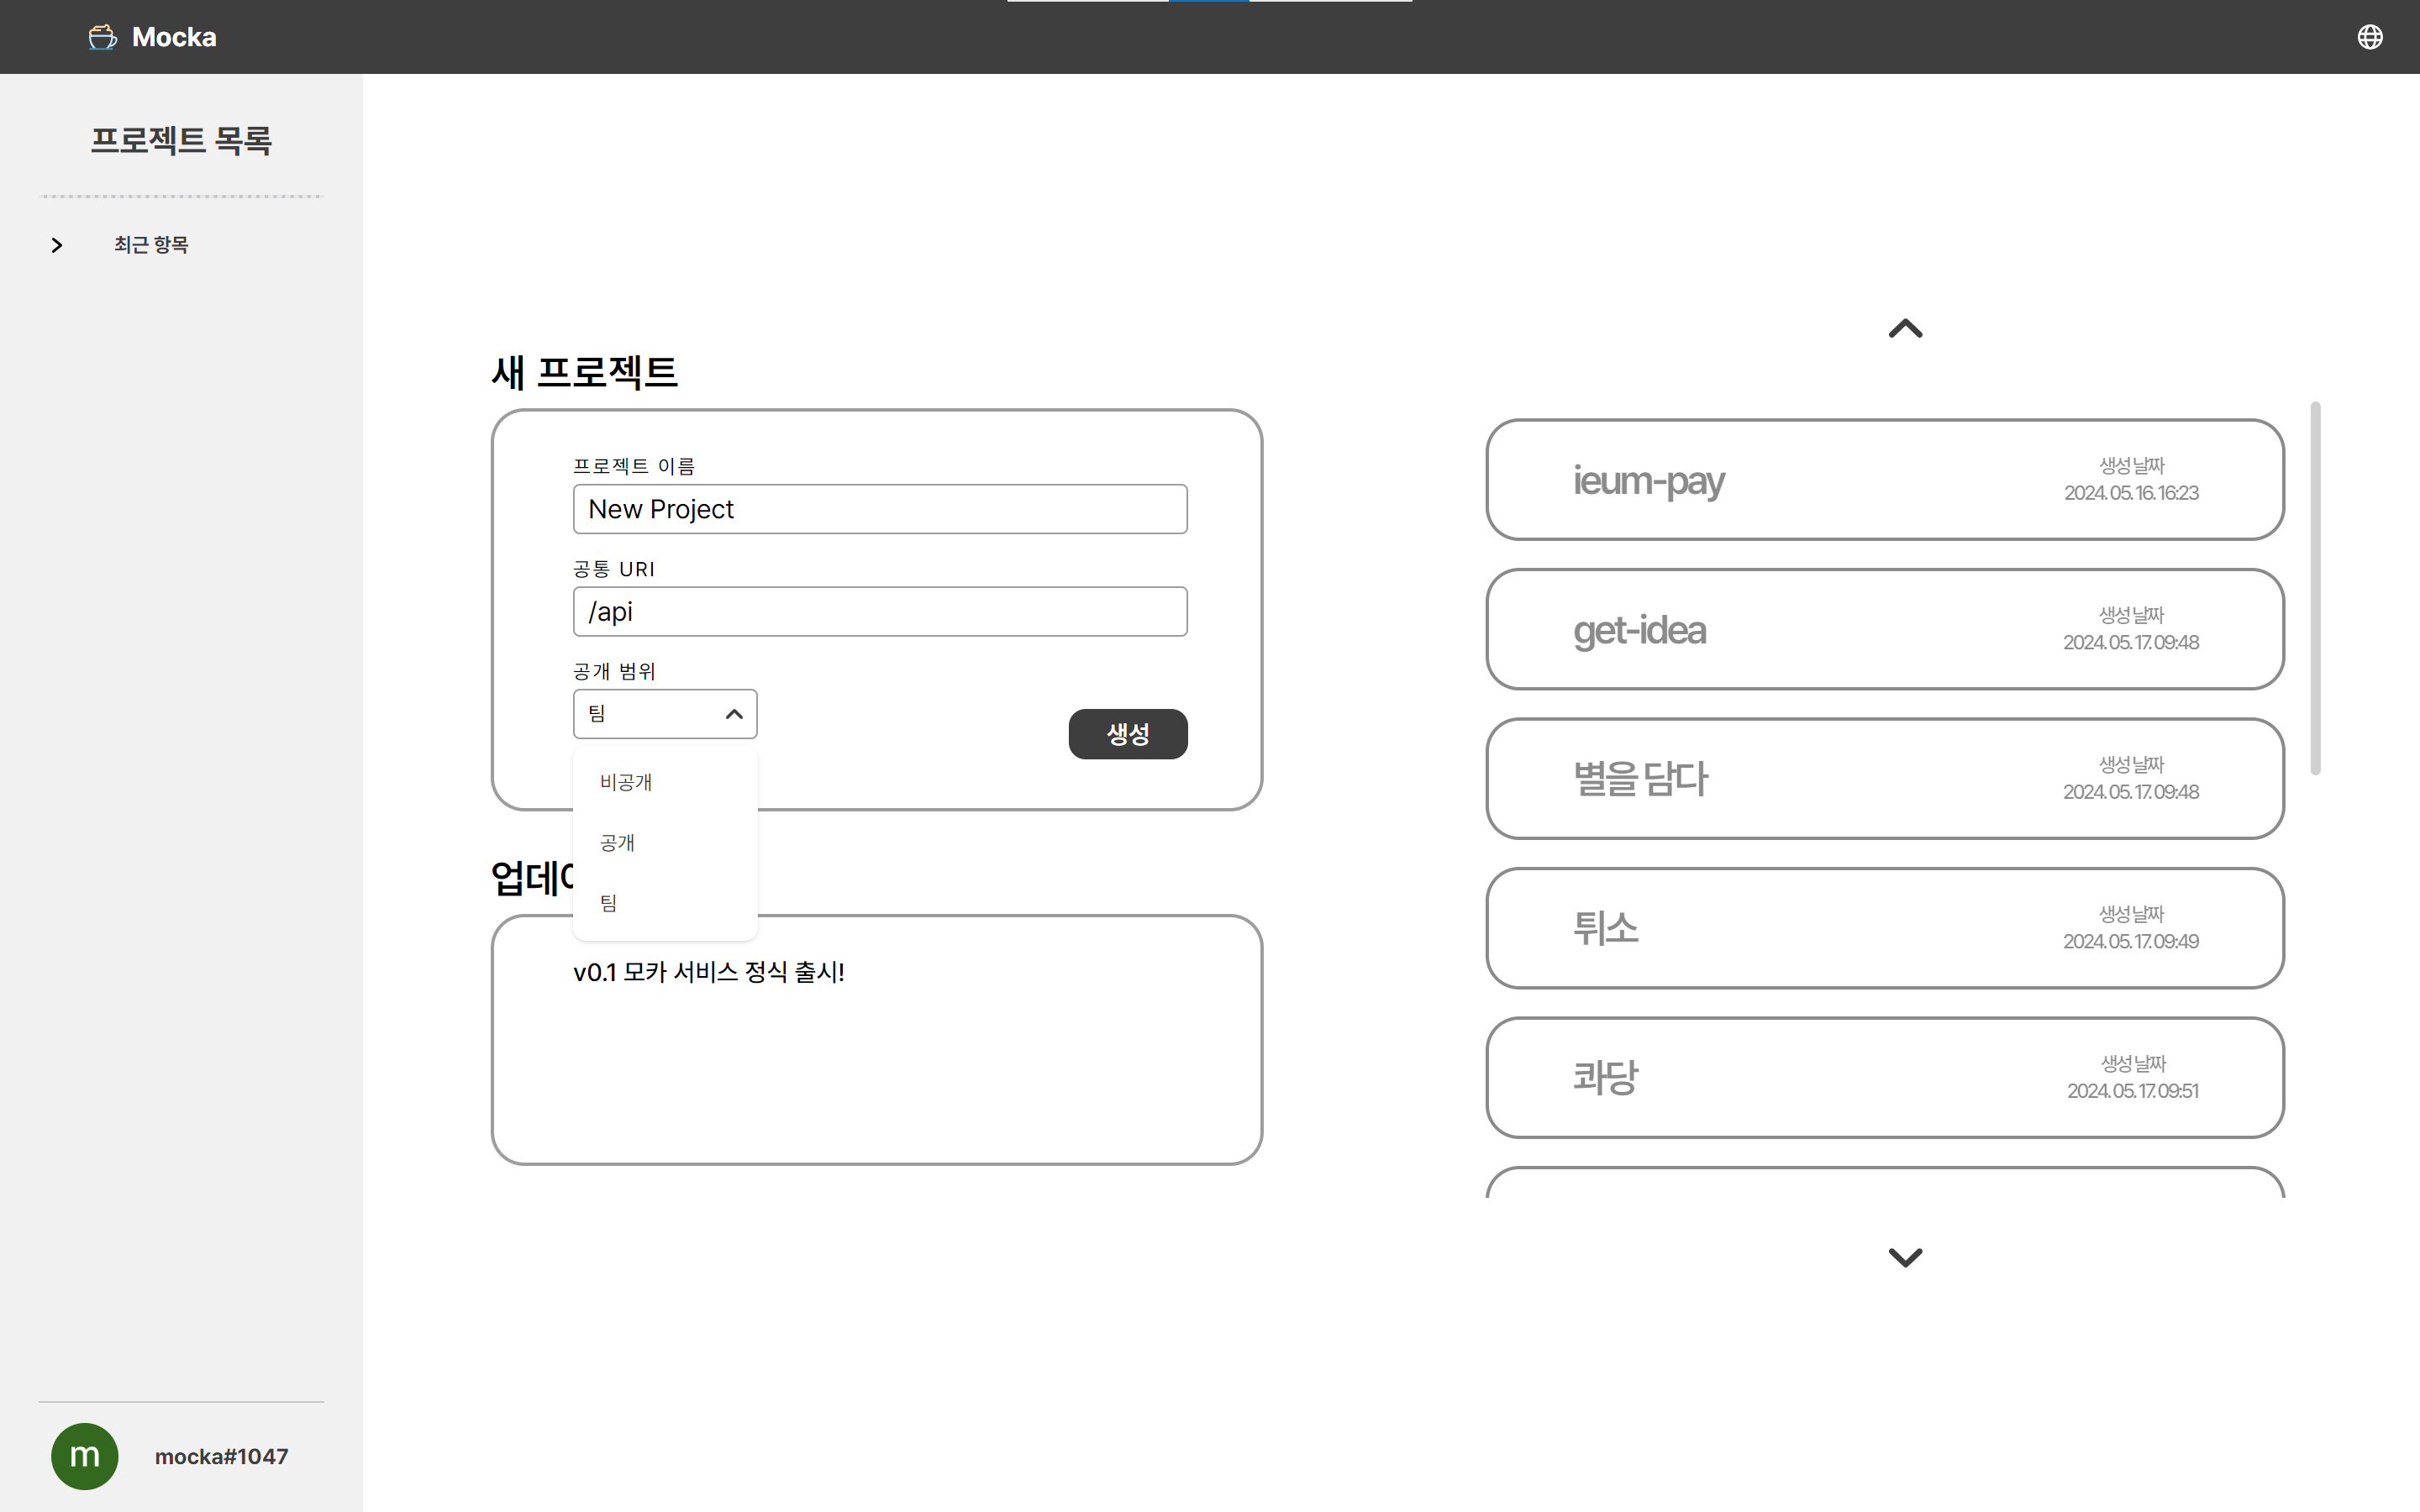 Mocka
프로젝트 목록
최근 항목
새 프로젝트
프로젝트 이름
New Project
공통 URI
/api
공개 범위
팀
생성
비공개
공개
팀
업데
v0.1 모카 서비스 정식 출시!
ieum-pay
생성 날짜
2024. 05. 16. 16:23
get-idea
생성 날짜
2024. 05. 17. 09:48
별을 담다
생성 날짜
2024. 05. 17. 09:48
튀소
생성 날짜
2024. 05. 17. 09:49
콰당
생성 날짜
2024. 05. 17. 09:51
m
mocka#1047